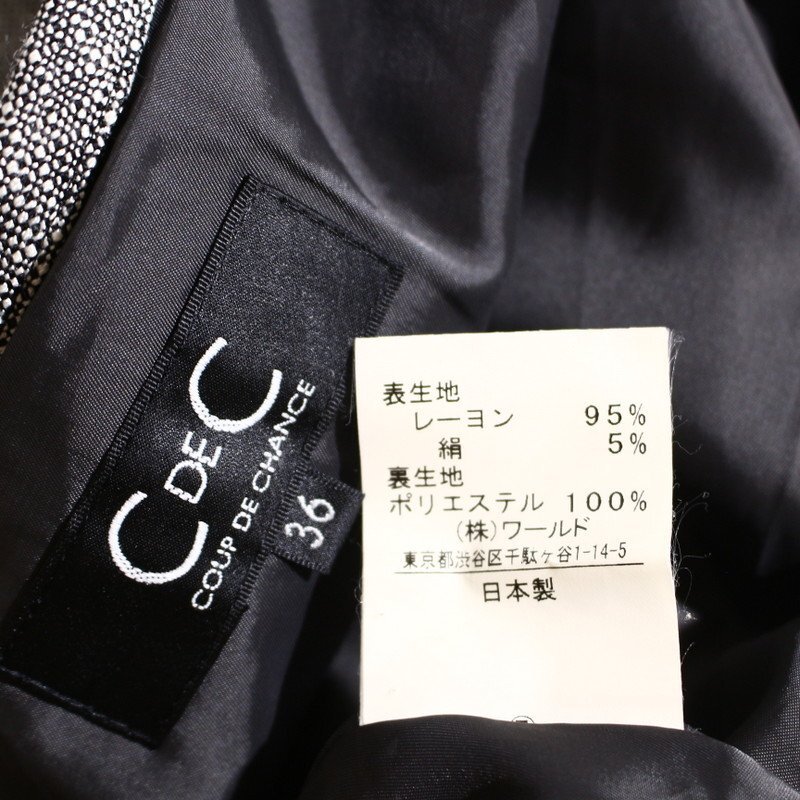 C DE C
COUP DE CHANCE
36
表生地
レーヨン 95%
絹 5%
裏生地
ポリエステル 100%
(株)ワールド
東京都渋谷区千駄ヶ谷1-14-5
日本製